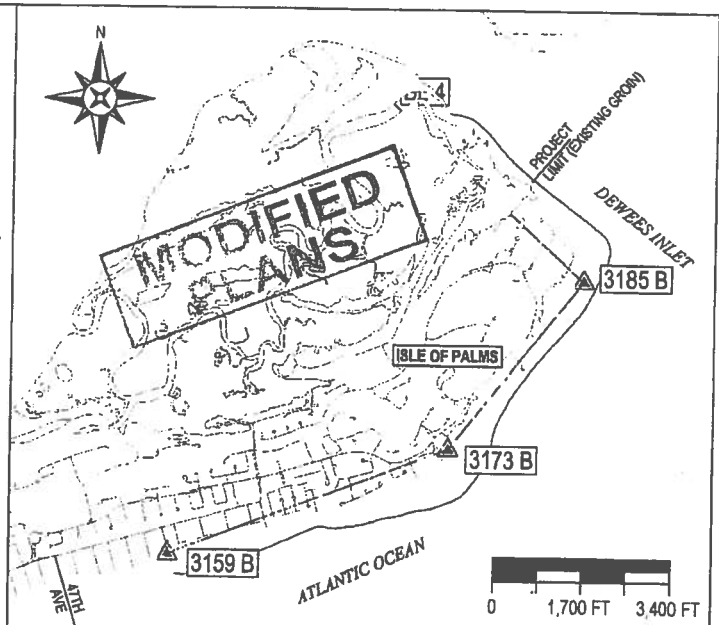 N
PROJECT
LIMIT (EXISTING GROIN)
DEWEES INLET
MODIFIED
3185 B
ISLE OF PALMS
3173 B
3159 B
ATLANTIC OCEAN
47TH
AVE
0 1,700 FT 3,400 FT